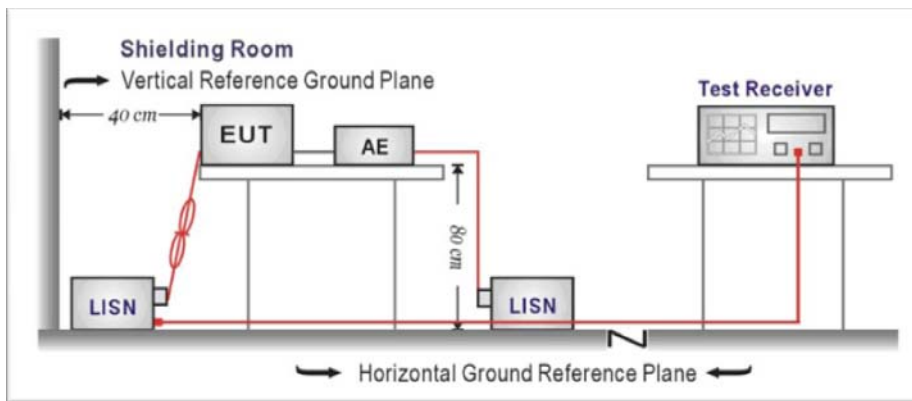 Shielding Room
Vertical Reference Ground Plane
Test Receiver
40 cm
EUT
AE
80 cm
LISN
LISN
Horizontal Ground Reference Plane